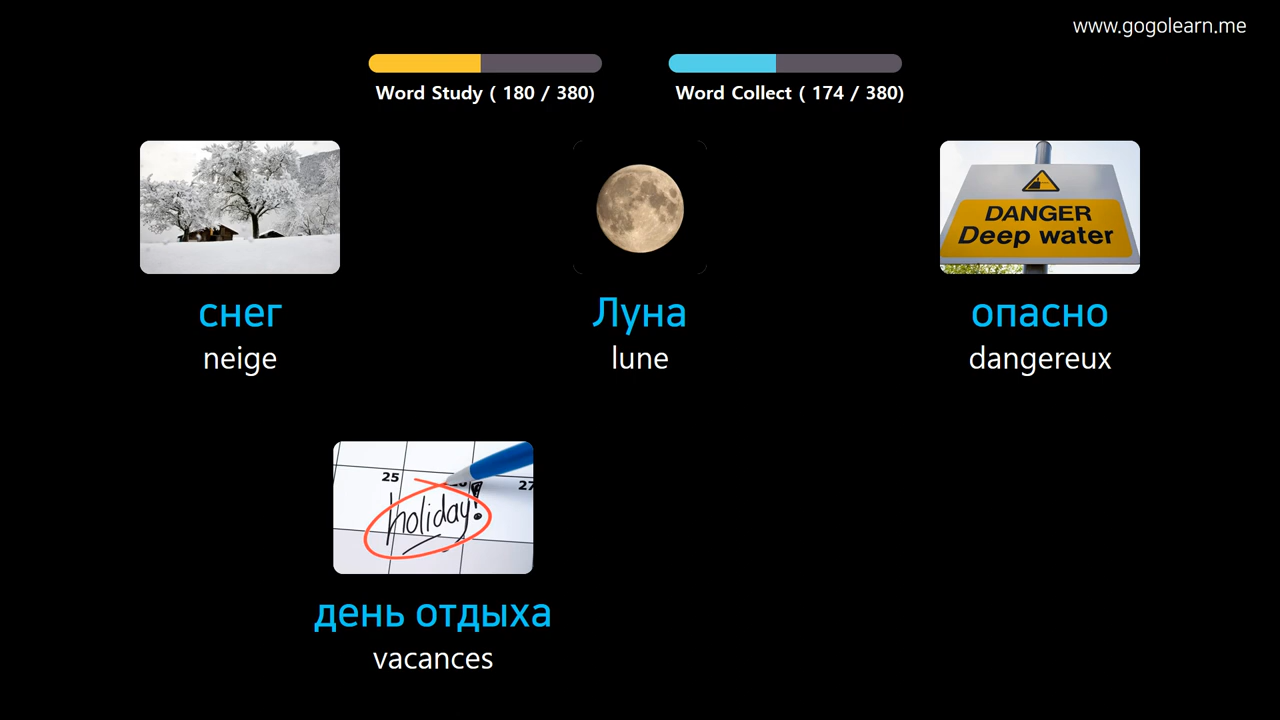 www.gogolearn.me
Word Study ( 180 / 380)
Word Collect ( 174 / 380)
DANGER
Deep water
снег
neige
Луна
lune
опасно
dangereux
25
27
holiday!
день отдыха
vacances